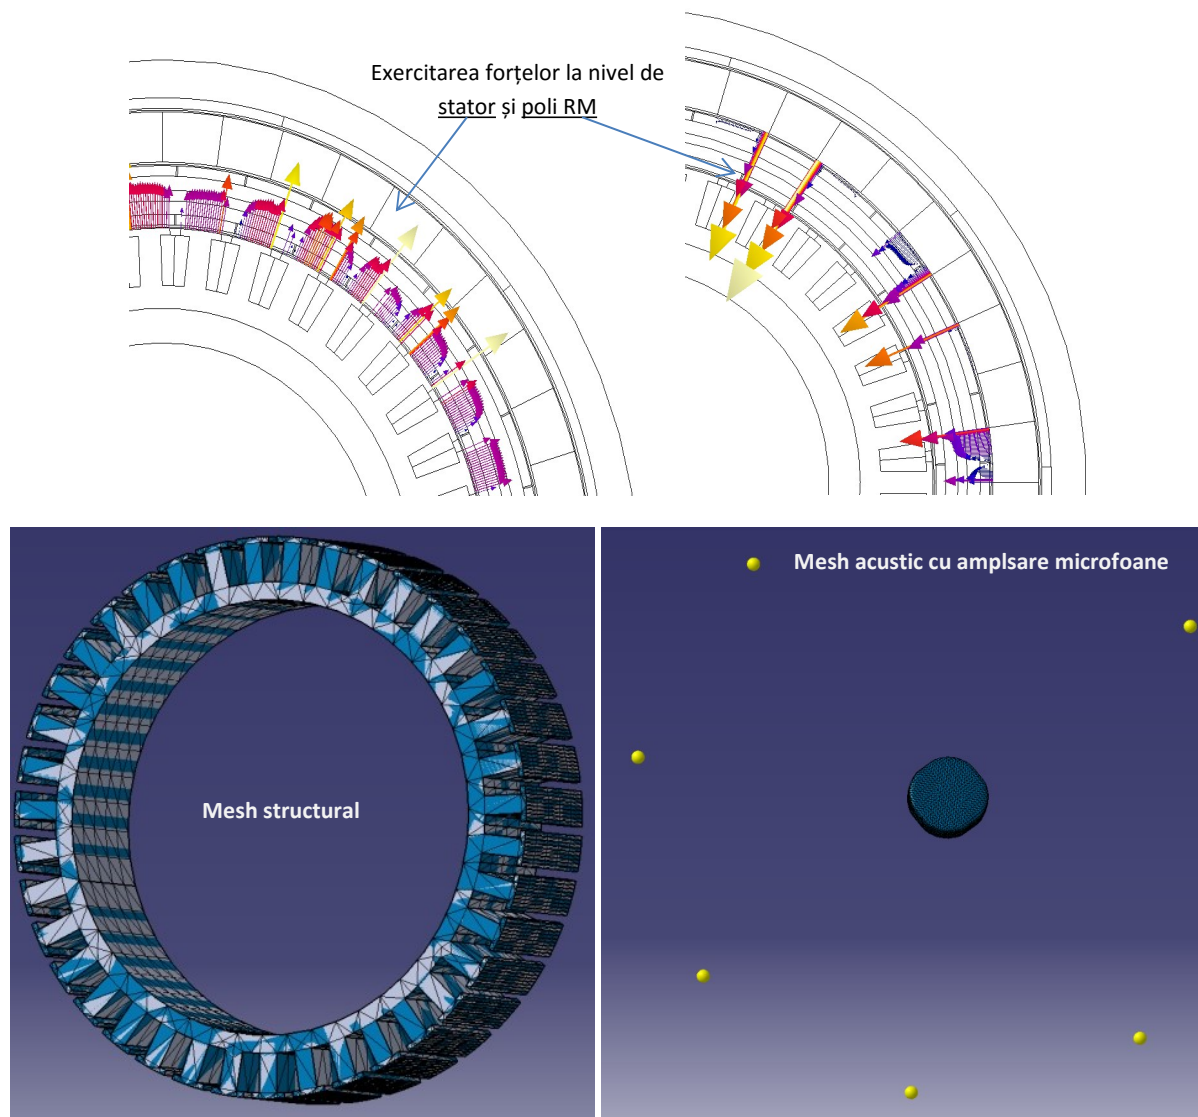 Exercitarea forțelor la nivel de
stator și poli RM
Mesh acustic cu amplsare microfoane
Mesh structural